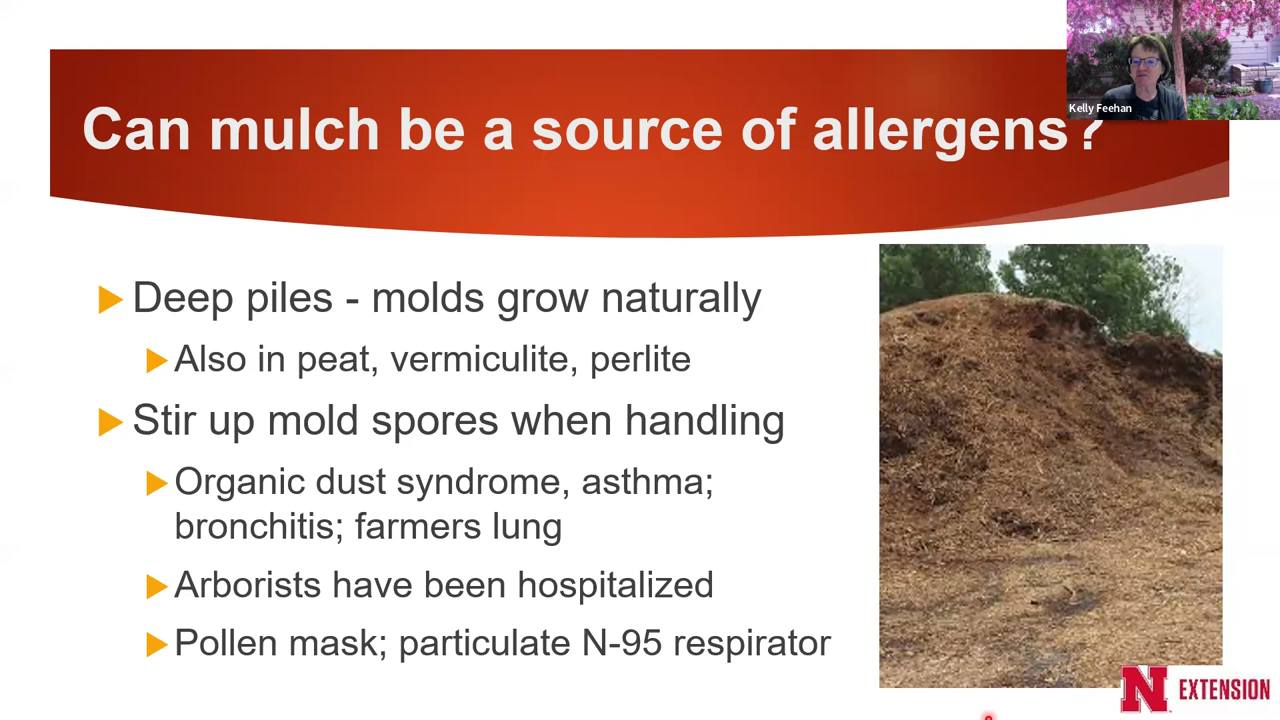 Kelly Feehan
Can mulch be a source of allergens?
Deep piles - molds grow naturally
Also in peat, vermiculite, perlite
Stir up mold spores when handling
Organic dust syndrome, asthma;
bronchitis; farmers lung
Arborists have been hospitalized
Pollen mask; particulate N-95 respirator
N EXTENSION